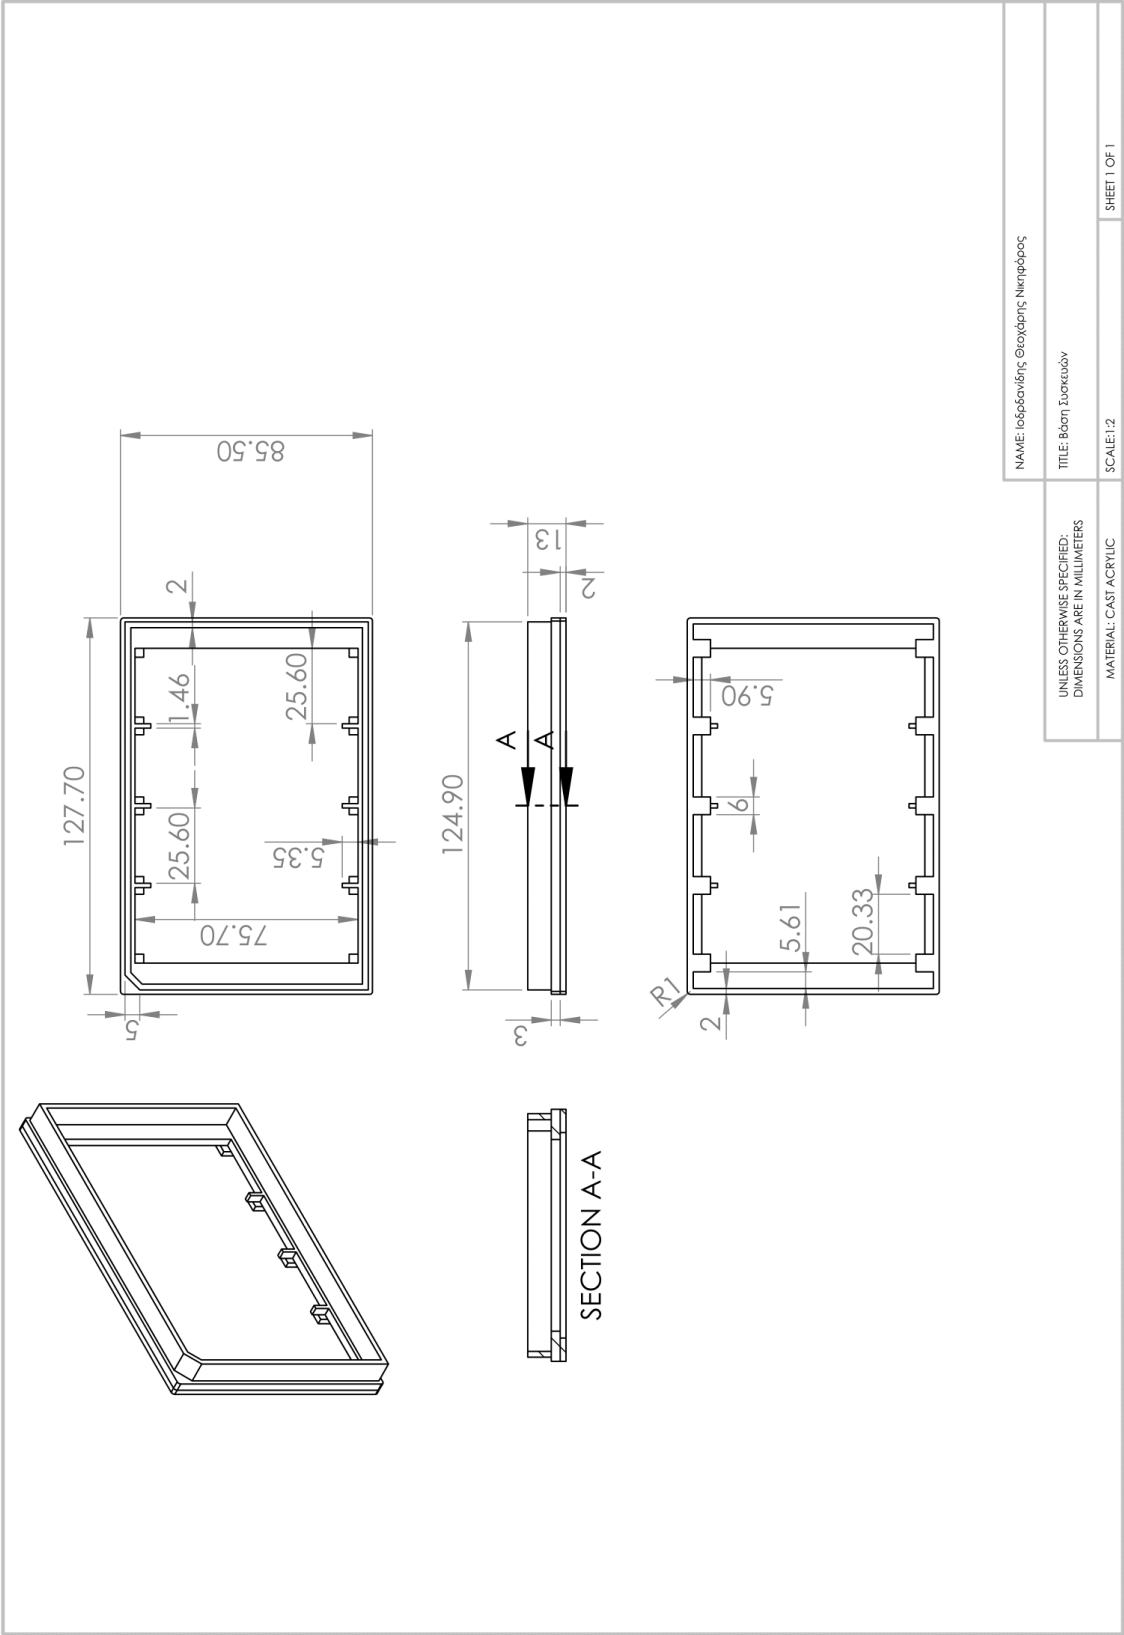 127.70
85.50
2
1.46
25.60
25.60
5.35
75.70
5
124.90
13
2
A
A
3
5.90
6
5.61
20.33
R1
2
SECTION A-A
NAME: Ιορδανίδης Θεοχάρης Νικηφόρος
UNLESS OTHERWISE SPECIFIED:
DIMENSIONS ARE IN MILLIMETERS
TITLE: Βάση Συσκευών
MATERIAL: CAST ACRYLIC
SCALE:1:2
SHEET 1 OF 1